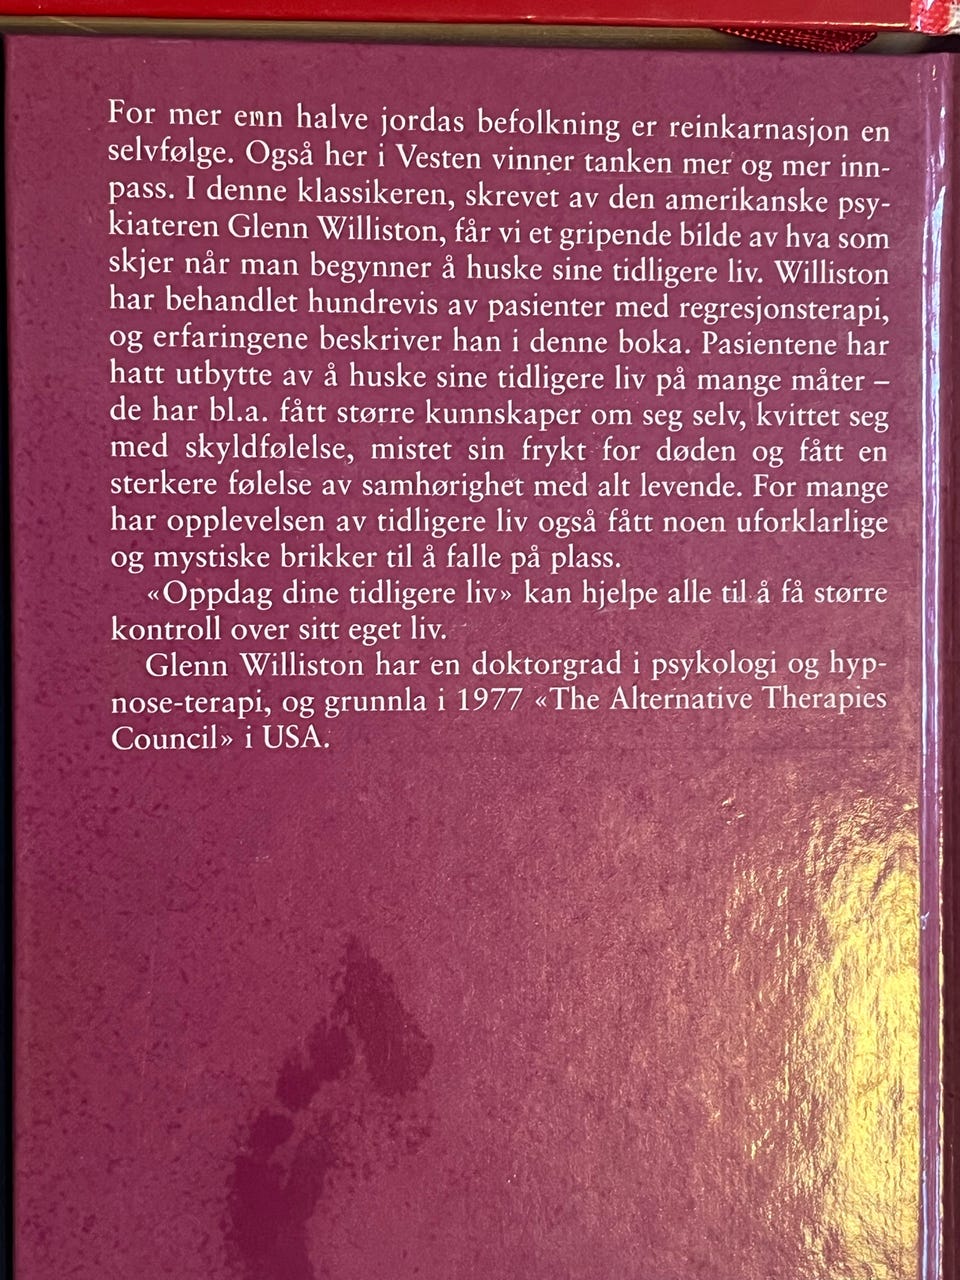 For mer enn halve jordas befolkning er reinkarnasjon en
selvfølge. Også her i Vesten vinner tanken mer og mer inn-
pass. I denne klassikeren, skrevet av den amerikanske psy-
kiateren Glenn Williston, får vi et gripende bilde av hva som
skjer når man begynner å huske sine tidligere liv. Williston
har behandlet hundrevis av pasienter med regresjonsterapi,
og erfaringene beskriver han i denne boka. Pasientene har
hatt utbytte av å huske sine tidligere liv på mange måter –
de har bl.a. fått større kunnskaper om seg selv, kvittet seg
med skyldfølelse, mistet sin frykt for døden og fått en
sterkere følelse av samhørighet med alt levende. For mange
har opplevelsen av tidligere liv også fått noen uforklarlige
og mystiske brikker til å falle på plass.
«Oppdag dine tidligere liv» kan hjelpe alle til å få større
kontroll over sitt eget liv.
Glenn Williston har en doktorgrad i psykologi og hyp-
nose-terapi, og grunnla i 1977 «The Alternative Therapies
Council» i USA.